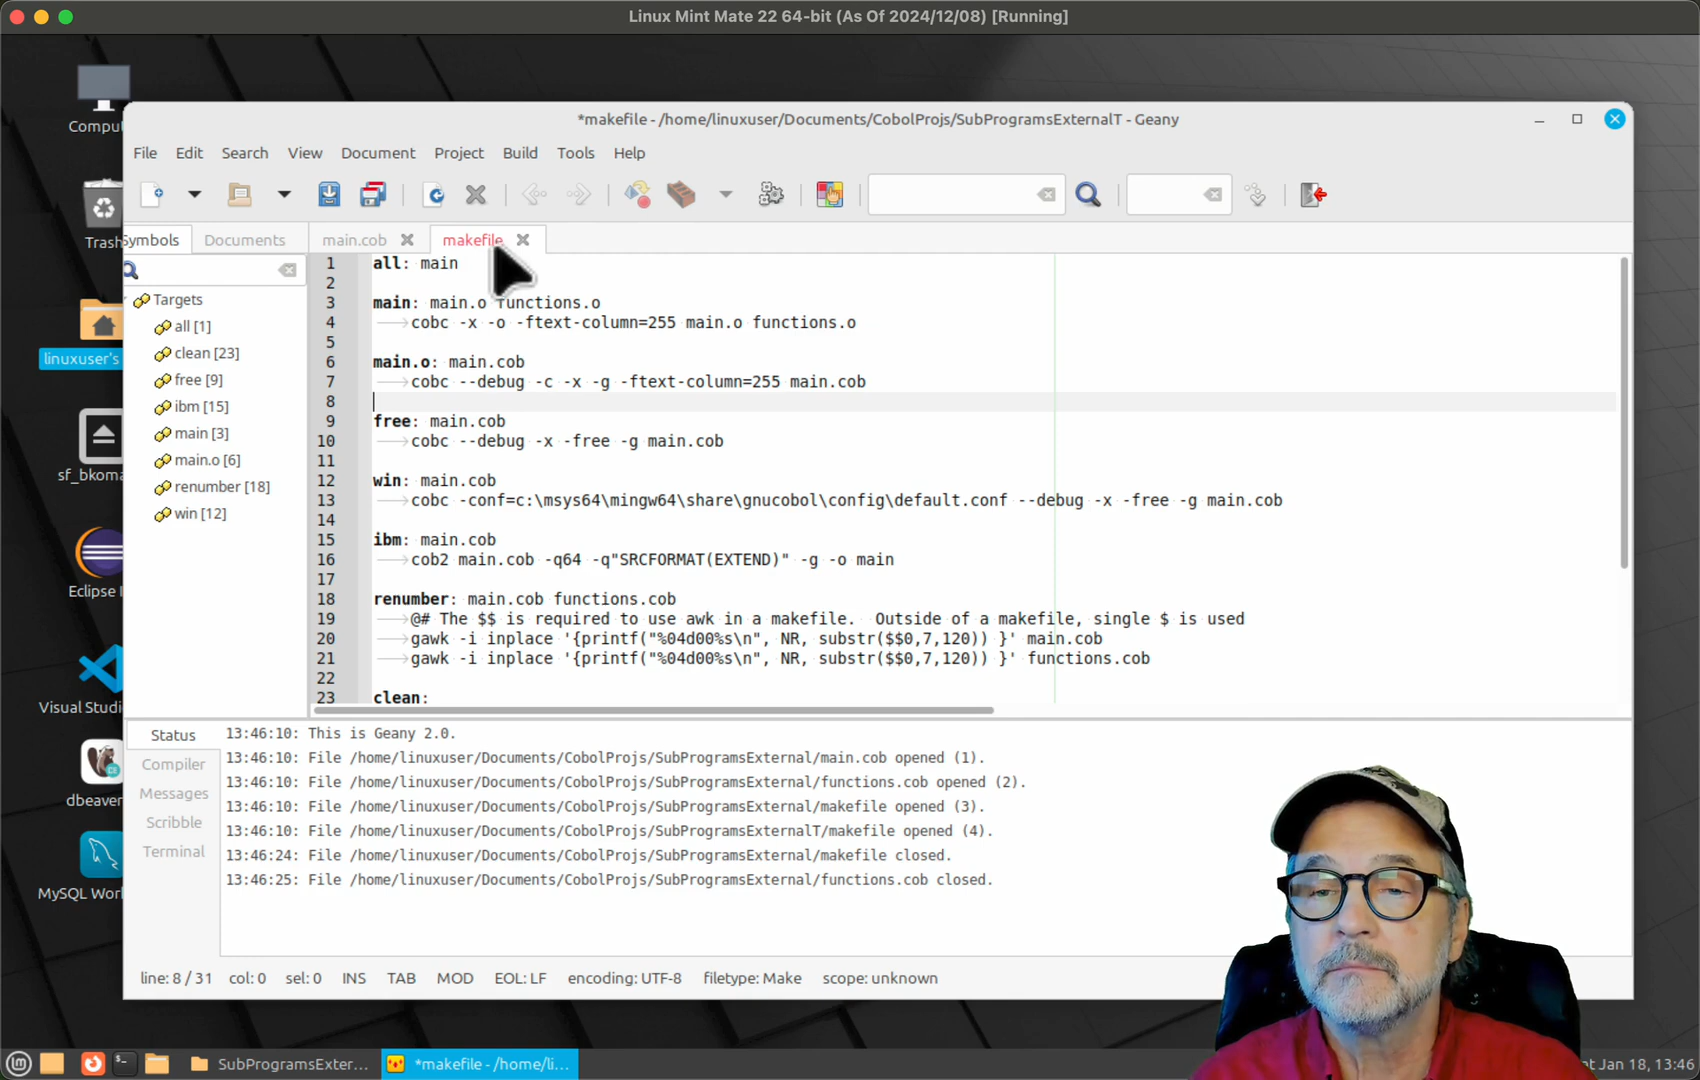 Linux Mint Mate 22 64-bit (As Of 2024/12/08) [Running]
Comput
Trash
linuxuser's
sf_bkoma
Eclipse I
Visual Studi
dbeaver
MySQL Worl
*makefile - /home/linuxuser/Documents/CobolProjs/SubProgramsExternalT - Geany
File Edit Search View Document Project Build Tools Help
Symbols Documents main.cob makefile
Targets
all [1]
clean [23]
free [9]
ibm [15]
main [3]
main.o [6]
renumber [18]
win [12]
1 all: main
2
3 main: main.o functions.o
4 cobc -x -o -ftext-column=255 main.o functions.o
5
6 main.o: main.cob
7 cobc --debug -c -x -g -ftext-column=255 main.cob
8
9 free: main.cob
10 cobc --debug -x -free -g main.cob
11
12 win: main.cob
13 cobc -conf=c:\msys64\mingw64\share\gnucobol\config\default.conf --debug -x -free -g main.cob
14
15 ibm: main.cob
16 cob2 main.cob -q64 -q"SRCFORMAT(EXTEND)" -g -o main
17
18 renumber: main.cob functions.cob
19 @# The $$ is required to use awk in a makefile.  Outside of a makefile, single $ is used
20 gawk -i inplace '{printf("%04d00%s\n", NR, substr($$0,7,120)) }' main.cob
21 gawk -i inplace '{printf("%04d00%s\n", NR, substr($$0,7,120)) }' functions.cob
22
23 clean:
Status
Compiler
Messages
Scribble
Terminal
13:46:10: This is Geany 2.0.
13:46:10: File /home/linuxuser/Documents/CobolProjs/SubProgramsExternal/main.cob opened (1).
13:46:10: File /home/linuxuser/Documents/CobolProjs/SubProgramsExternal/functions.cob opened (2).
13:46:10: File /home/linuxuser/Documents/CobolProjs/SubProgramsExternal/makefile opened (3).
13:46:10: File /home/linuxuser/Documents/CobolProjs/SubProgramsExternalT/makefile opened (4).
13:46:24: File /home/linuxuser/Documents/CobolProjs/SubProgramsExternal/makefile closed.
13:46:25: File /home/linuxuser/Documents/CobolProjs/SubProgramsExternal/functions.cob closed.
line: 8 / 31 col: 0 sel: 0 INS TAB MOD EOL: LF encoding: UTF-8 filetype: Make scope: unknown
SubProgramsExter... *makefile - /home/li... Jan 18, 13:46